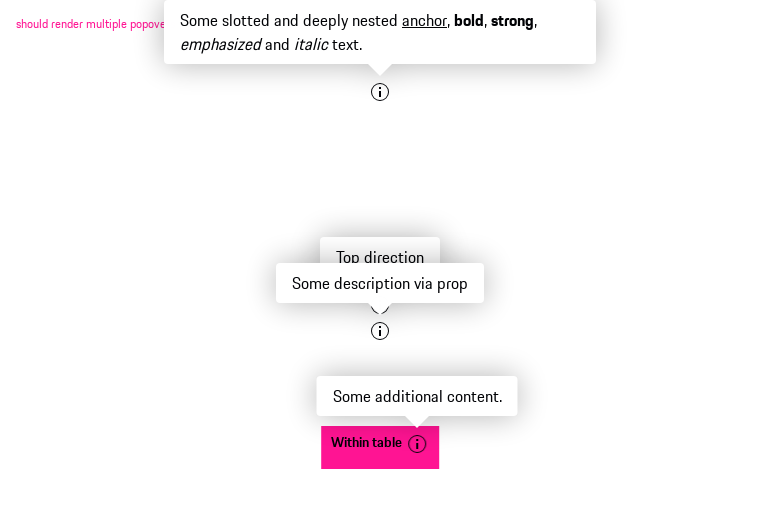 should render multiple popove
Some slotted and deeply nested anchor, bold, strong,
emphasized and italic text.
Top direction
Some description via prop
Some additional content.
Within table